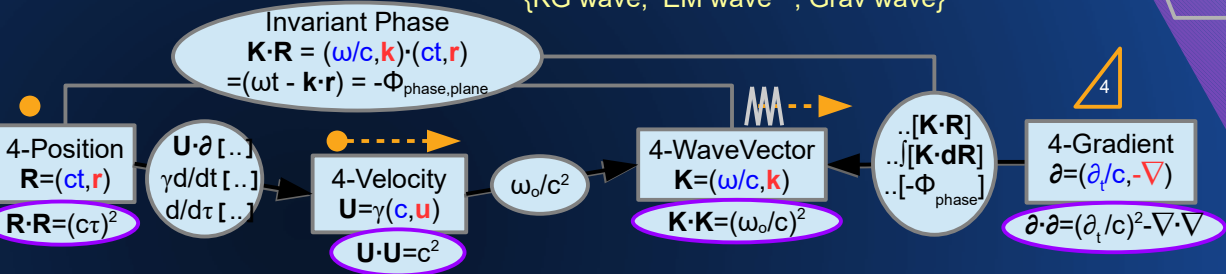 {KG wave, EM wave , Grav wave}
Invariant Phase
K·R = (ω/c,k)·(ct,r)
=(ωt - k·r) = -Φphase,plane
4-Position
R=(ct,r)
R·R=(cτ)²
U·∂[..]
γd/dt [..]
d/dτ [..]
4-Velocity
U=γ(c,u)
U·U=c²
ωₒ/c²
4-WaveVector
K=(ω/c,k)
K·K=(ωₒ/c)²
..[K·R]
..∫[K·dR]
..[-Φphase]
4
4-Gradient
∂=(∂ₜ/c,-∇)
∂·∂=(∂ₜ/c)²-∇·∇